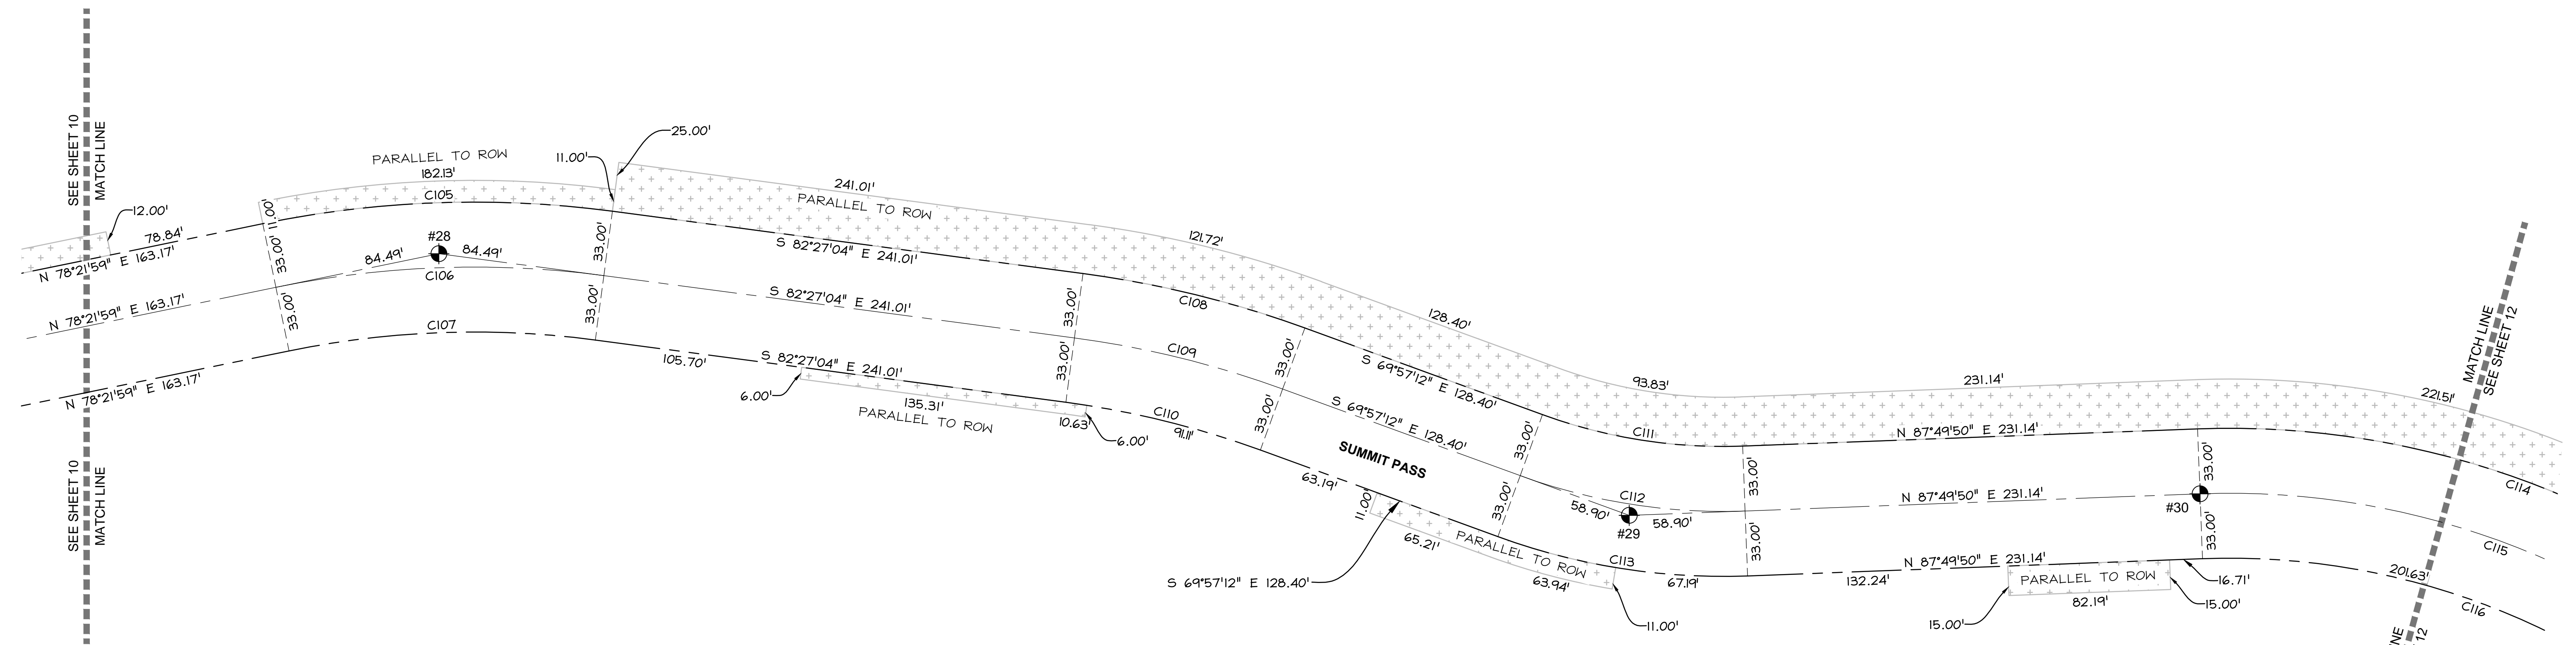 SEE SHEET 10
MATCH LINE
12.00'
78.84'
N 78°21'59" E 163.17'
N 78°21'59" E 163.17'
N 78°21'59" E 163.17'
SEE SHEET 10
MATCH LINE
PARALLEL TO ROW
182.13'
C105
11.00'
33.00'
33.00'
#28
84.49'
84.49'
C106
C107
11.00'
25.00'
33.00'
33.00'
241.01'
PARALLEL TO ROW
S 82°27'04" E 241.01'
S 82°27'04" E 241.01'
S 82°27'04" E 241.01'
105.70'
6.00'
135.31'
PARALLEL TO ROW
10.63'
6.00'
33.00'
33.00'
121.72'
C108
C109
C110
91.11'
33.00'
33.00'
128.40'
S 69°57'12" E 128.40'
S 69°57'12" E 128.40'
SUMMIT PASS
63.19'
11.00'
65.21'
S 69°57'12" E 128.40'
PARALLEL TO ROW
63.94'
11.00'
33.00'
33.00'
93.83'
C111
C112
58.90'
58.90'
#29
C113
67.19'
33.00'
33.00'
231.14'
N 87°49'50" E 231.14'
N 87°49'50" E 231.14'
N 87°49'50" E 231.14'
132.24'
PARALLEL TO ROW
82.19'
15.00'
15.00'
16.71'
#30
33.00'
33.00'
221.51'
C114
C115
201.63'
C116
MATCH LINE
SEE SHEET 12
NE
12